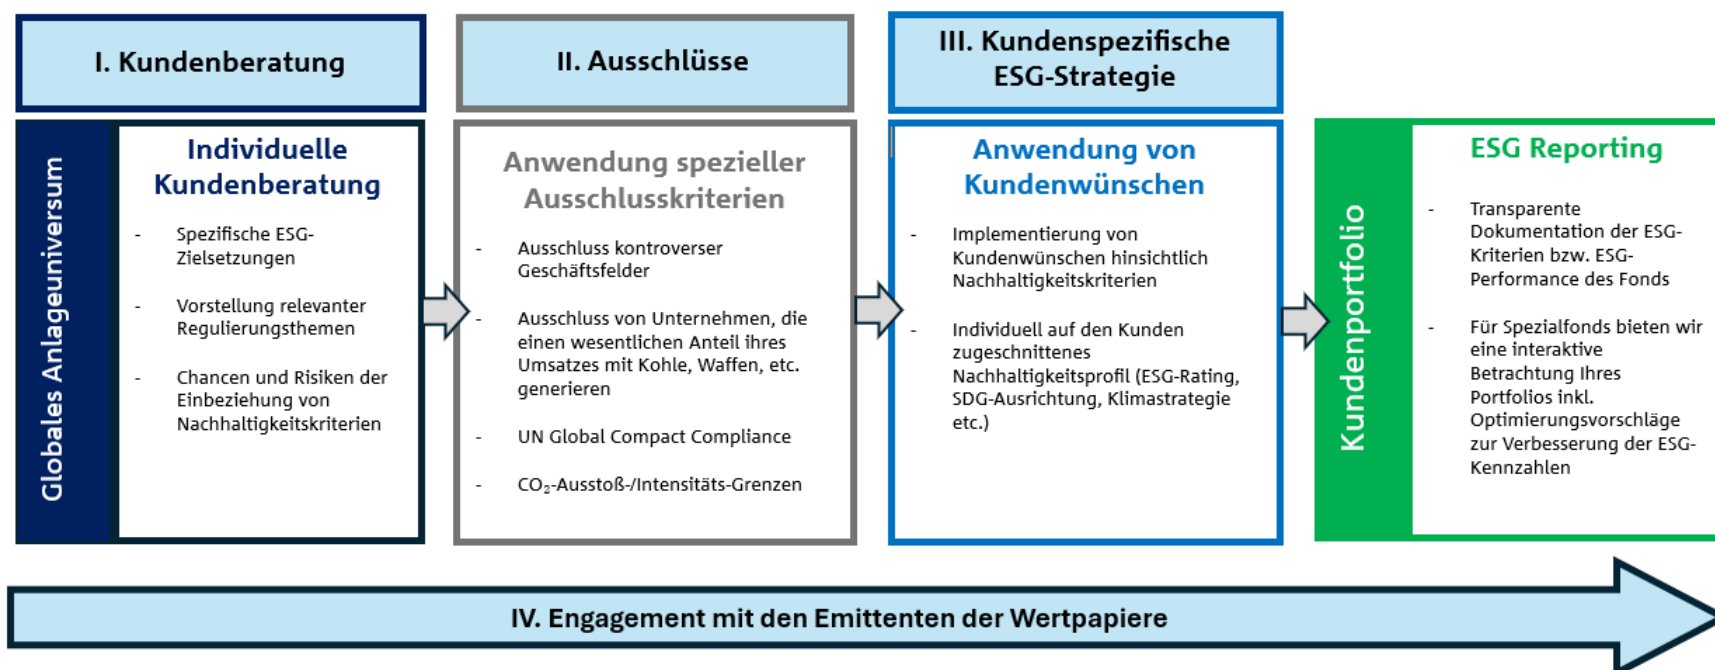 I. Kundenberatung
II. Ausschlüsse
III. Kundenspezifische
ESG-Strategie
Globales Anlageuniversum
Individuelle
Kundenberatung
- Spezifische ESG-
Zielsetzungen
- Vorstellung relevanter
Regulierungsthemen
- Chancen und Risiken der
Einbeziehung von
Nachhaltigkeitskriterien
Anwendung spezieller
Ausschlusskriterien
- Ausschluss kontroverser
Geschäftsfelder
- Ausschluss von Unternehmen, die
einen wesentlichen Anteil ihres
Umsatzes mit Kohle, Waffen, etc.
generieren
- UN Global Compact Compliance
- CO₂-Ausstoß-/Intensitäts-Grenzen
Anwendung von
Kundenwünschen
- Implementierung von
Kundenwünschen hinsichtlich
Nachhaltigkeitskriterien
- Individuell auf den Kunden
zugeschnittenes
Nachhaltigkeitsprofil (ESG-Rating,
SDG-Ausrichtung, Klimastrategie
etc.)
Kundenportfolio
ESG Reporting
- Transparente
Dokumentation der ESG-
Kriterien bzw. ESG-
Performance des Fonds
- Für Spezialfonds bieten wir
eine interaktive
Betrachtung Ihres
Portfolios inkl.
Optimierungsvorschläge
zur Verbesserung der ESG-
Kennzahlen
IV. Engagement mit den Emittenten der Wertpapiere